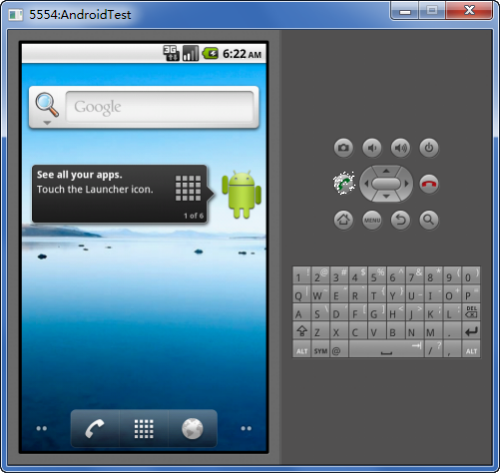 5554:AndroidTest
3G
6:22 AM
Google
See all your apps.
Touch the Launcher icon.
1 of 6
MENU
1 ! 2 @ 3 # 4 $ 5 % 6 ^ 7 & 8 * 9 ( 0 )
Q W E R T Y U I O P
A S D F G H J K L DEL
Z X C V B N M .
ALT SYM @ / ? , ALT